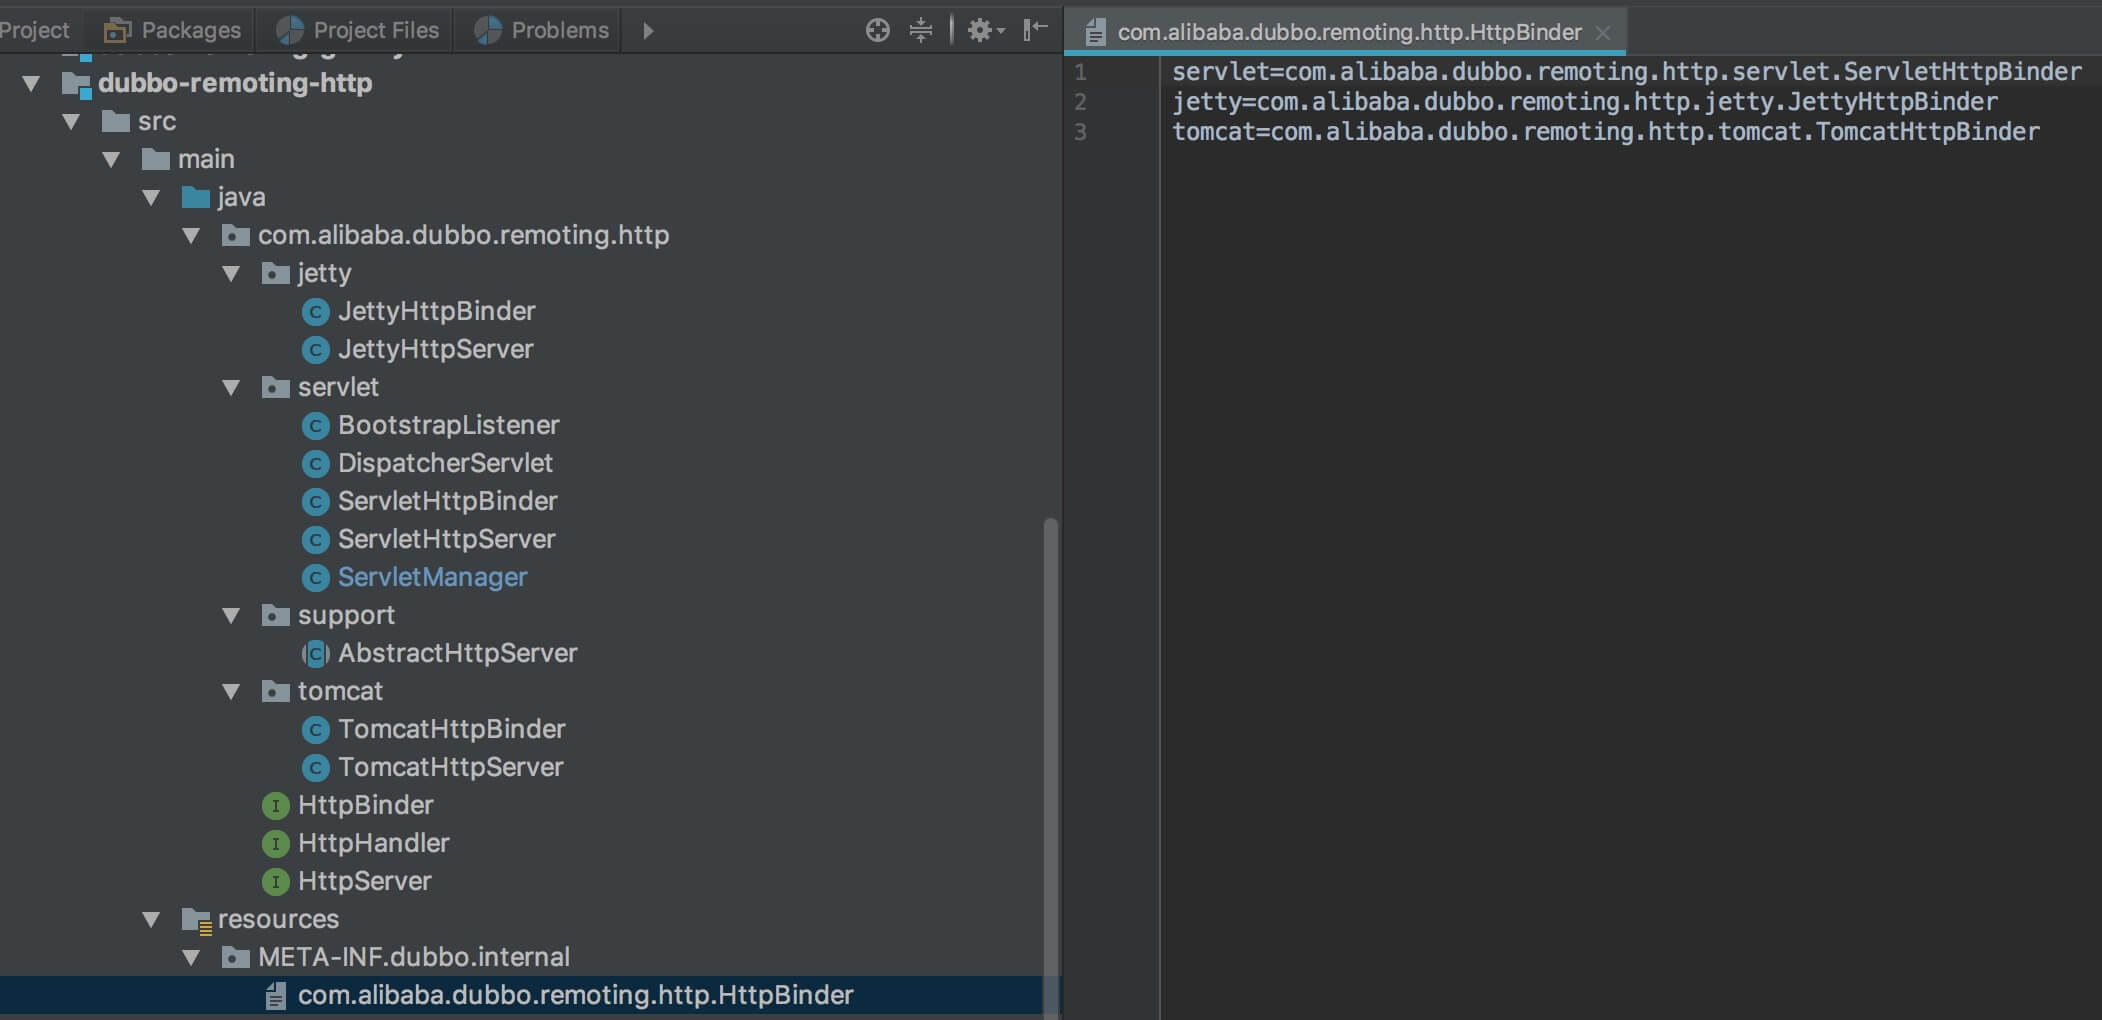 Project Packages Project Files Problems
com.alibaba.dubbo.remoting.http.HttpBinder
dubbo-remoting-http
src
main
java
com.alibaba.dubbo.remoting.http
jetty
C JettyHttpBinder
C JettyHttpServer
servlet
C BootstrapListener
C DispatcherServlet
C ServletHttpBinder
C ServletHttpServer
C ServletManager
support
C AbstractHttpServer
tomcat
C TomcatHttpBinder
C TomcatHttpServer
I HttpBinder
I HttpHandler
I HttpServer
resources
META-INF.dubbo.internal
com.alibaba.dubbo.remoting.http.HttpBinder
1 servlet=com.alibaba.dubbo.remoting.http.servlet.ServletHttpBinder
2 jetty=com.alibaba.dubbo.remoting.http.jetty.JettyHttpBinder
3 tomcat=com.alibaba.dubbo.remoting.http.tomcat.TomcatHttpBinder